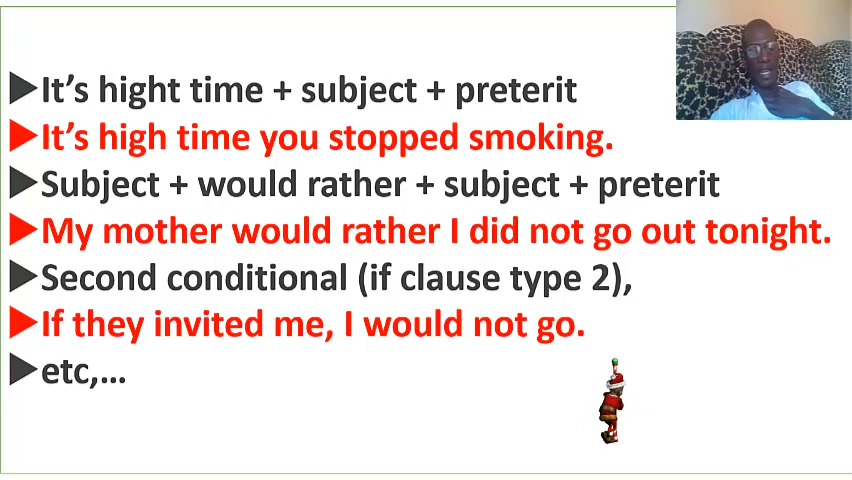 It's hight time + subject + preterit
It's high time you stopped smoking.
Subject + would rather + subject + preterit
My mother would rather I did not go out tonight.
Second conditional (if clause type 2),
If they invited me, I would not go.
etc,...